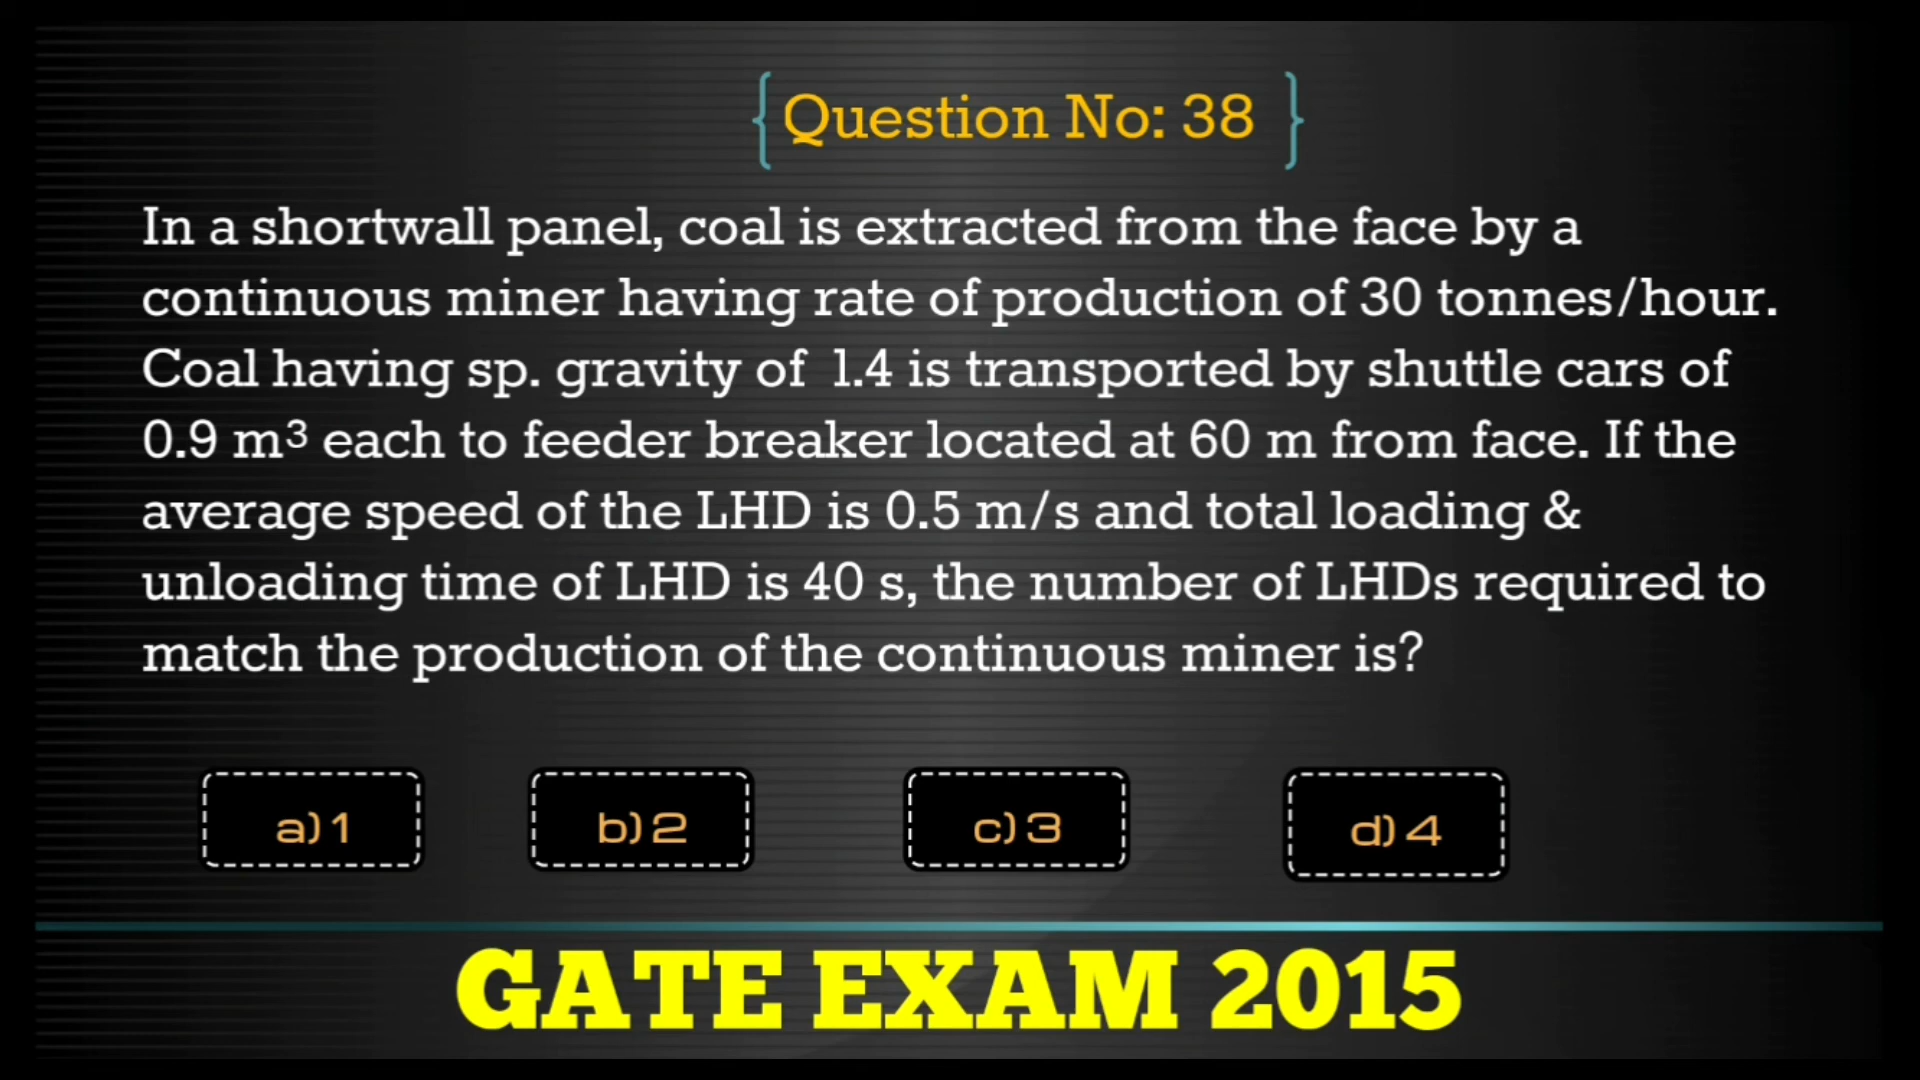 Question No: 38
In a shortwall panel, coal is extracted from the face by a
continuous miner having rate of production of 30 tonnes/hour.
Coal having sp. gravity of 1.4 is transported by shuttle cars of
0.9 m³ each to feeder breaker located at 60 m from face. If the
average speed of the LHD is 0.5 m/s and total loading &
unloading time of LHD is 40 s, the number of LHDs required to
match the production of the continuous miner is?
a) 1 b) 2 c) 3 d) 4
GATE EXAM 2015